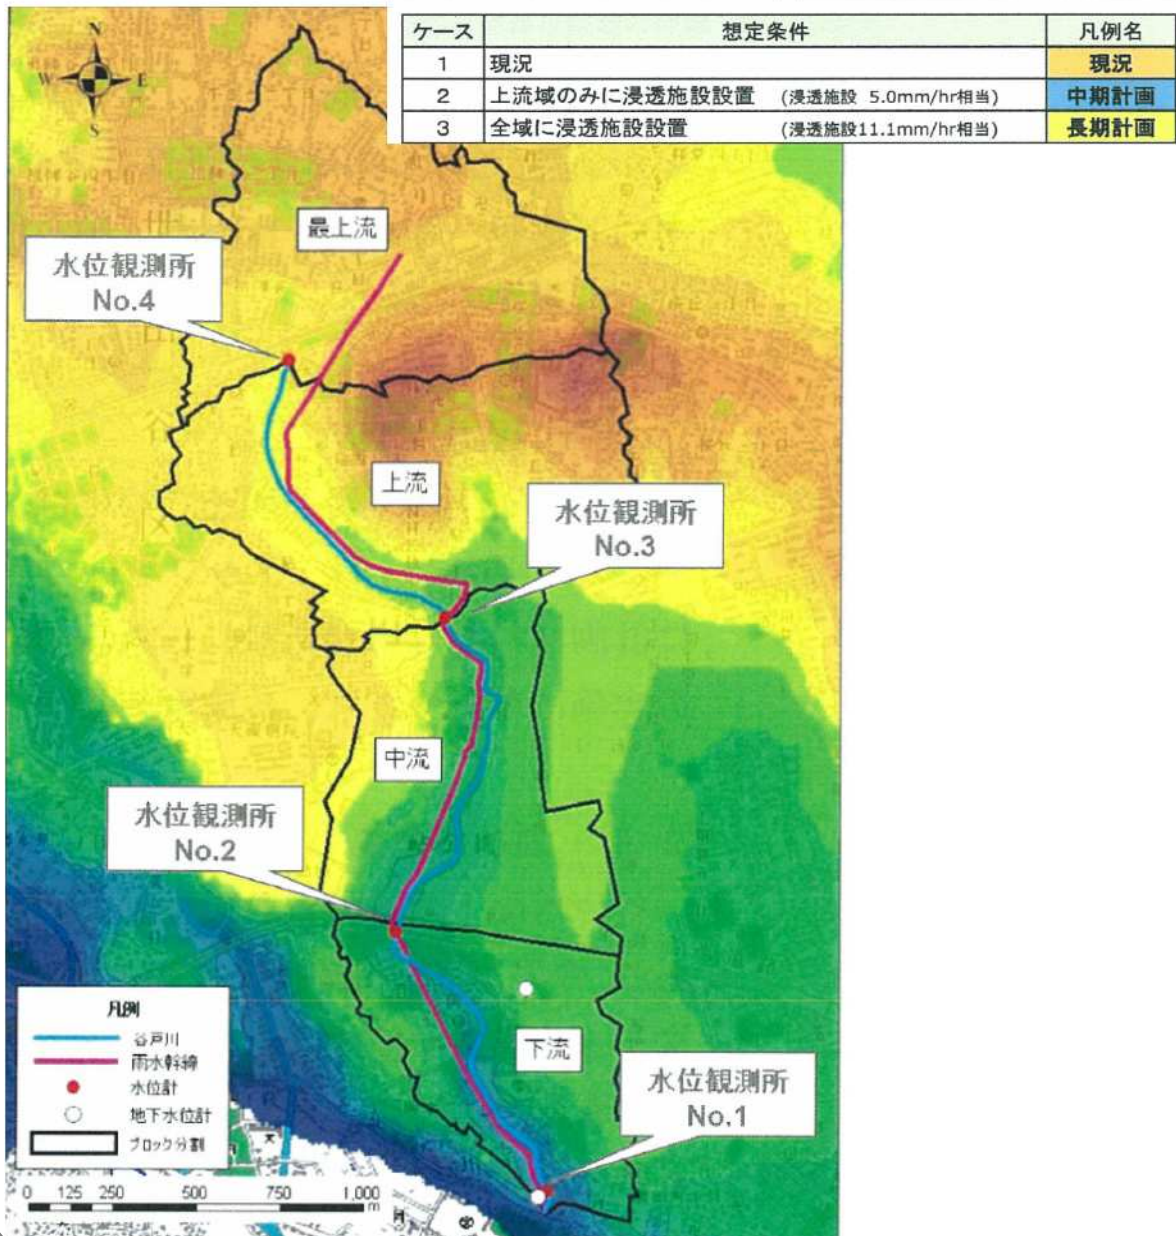 ケース 想定条件 凡例名
1 現況 現況
2 上流域のみに浸透施設設置 (浸透施設 5.0mm/hr相当) 中期計画
3 全域に浸透施設設置 (浸透施設11.1mm/hr相当) 長期計画
N
W E
S
最上流
水位観測所
No.4
上流
水位観測所
No.3
中流
水位観測所
No.2
下流
水位観測所
No.1
凡例
谷戸川
雨水幹線
水位計
地下水位計
ブロック分割
0 125 250 500 750 1,000
m